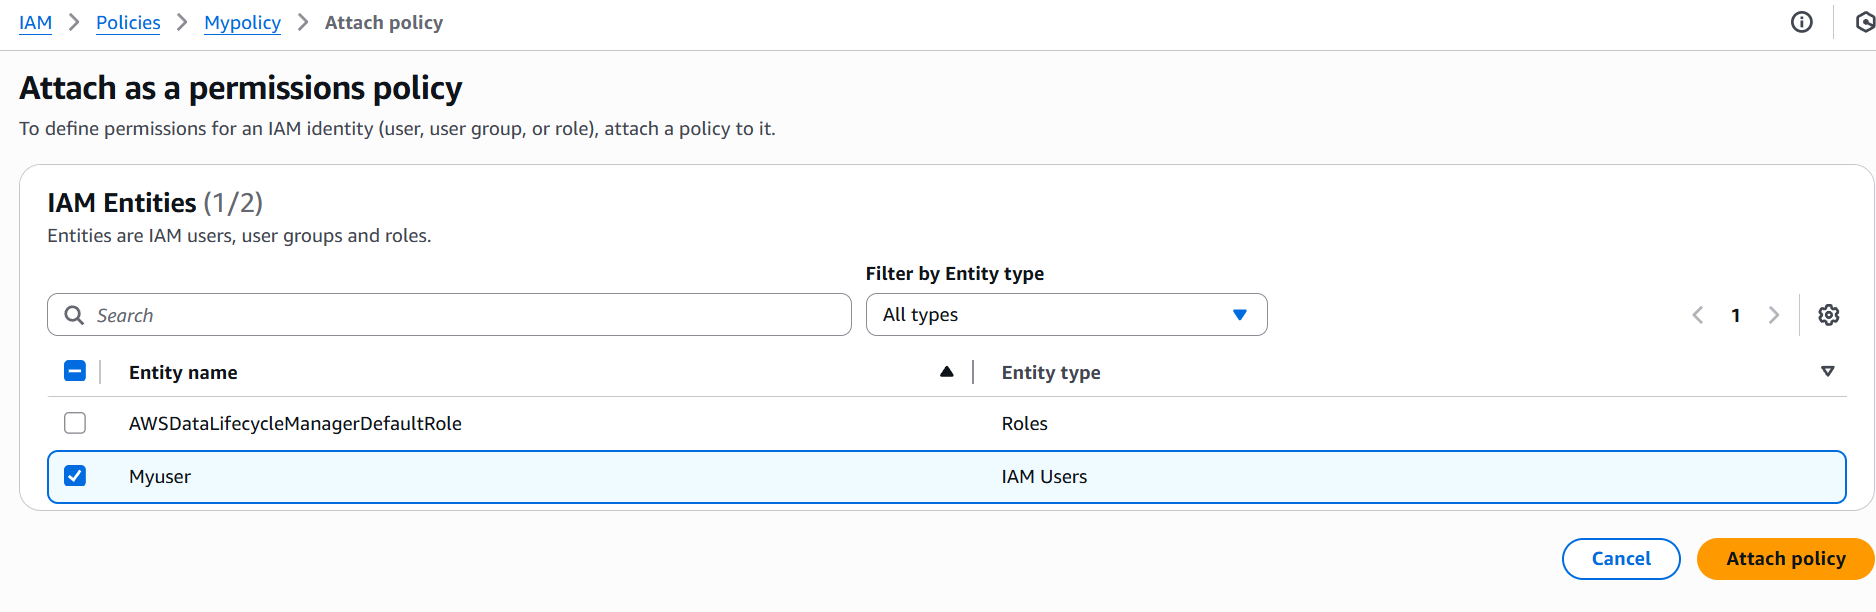 IAM > Policies > Mypolicy > Attach policy
Attach as a permissions policy
To define permissions for an IAM identity (user, user group, or role), attach a policy to it.
IAM Entities (1/2)
Entities are IAM users, user groups and roles.
Filter by Entity type
Search All types 1
Entity name Entity type
AWSDataLifecycleManagerDefaultRole Roles
Myuser IAM Users
Cancel Attach policy